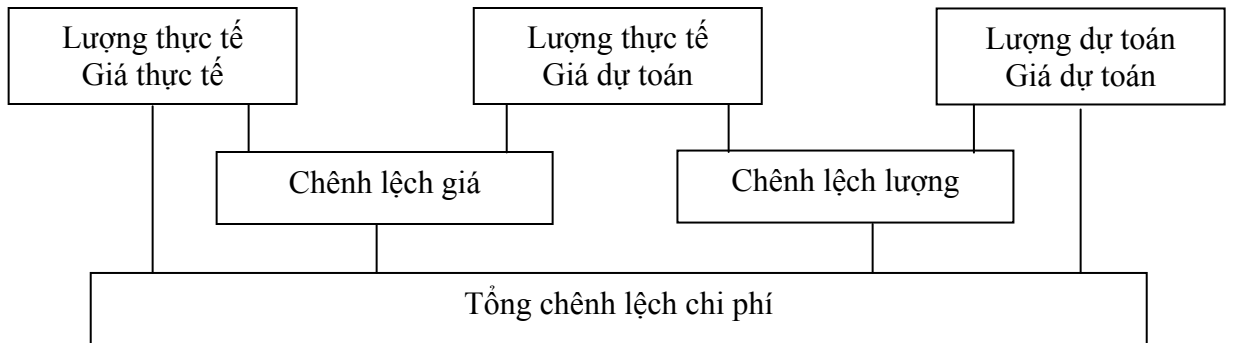 Lượng thực tế
Giá thực tế
Lượng thực tế
Giá dự toán
Lượng dự toán
Giá dự toán
Chênh lệch giá
Chênh lệch lượng
Tổng chênh lệch chi phí